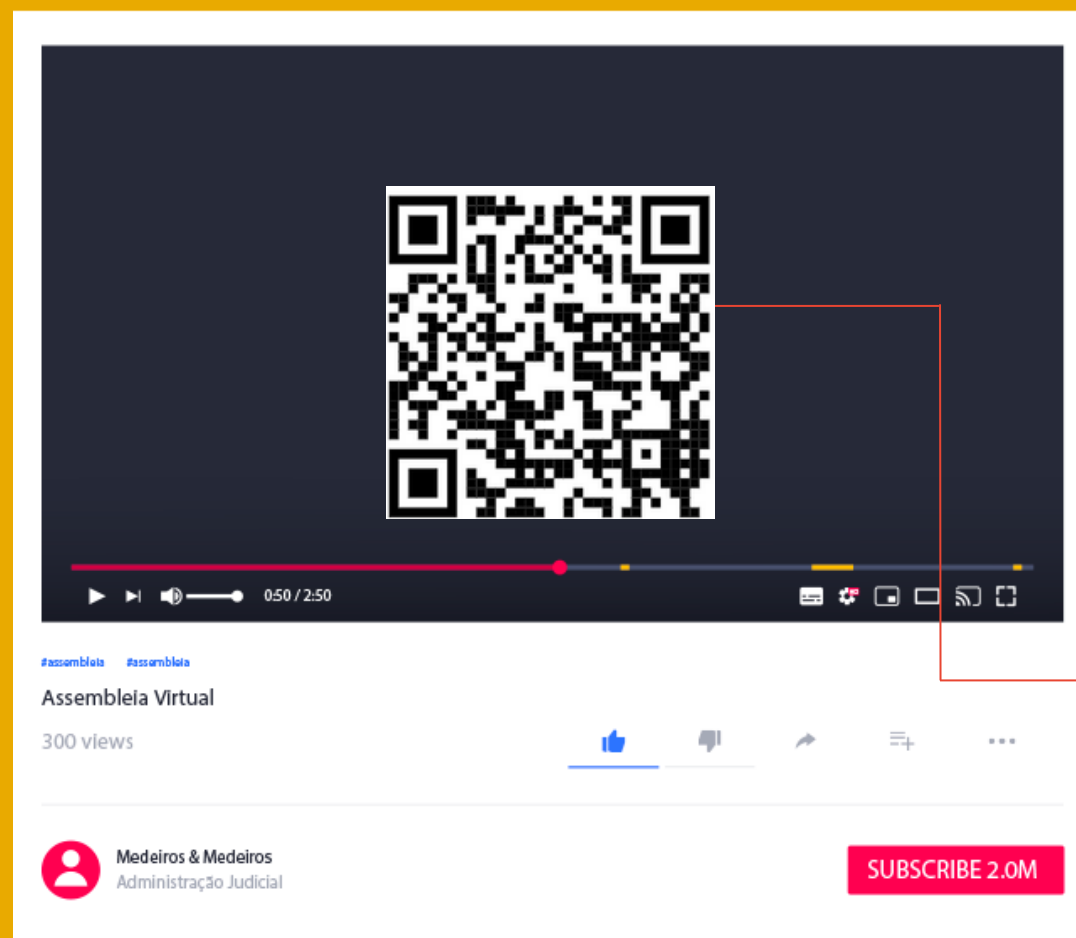 0:50 / 2:50
#assembleia #assembleia
Assembleia Virtual
300 views
Medeiros & Medeiros
Administração Judicial
SUBSCRIBE 2.0M